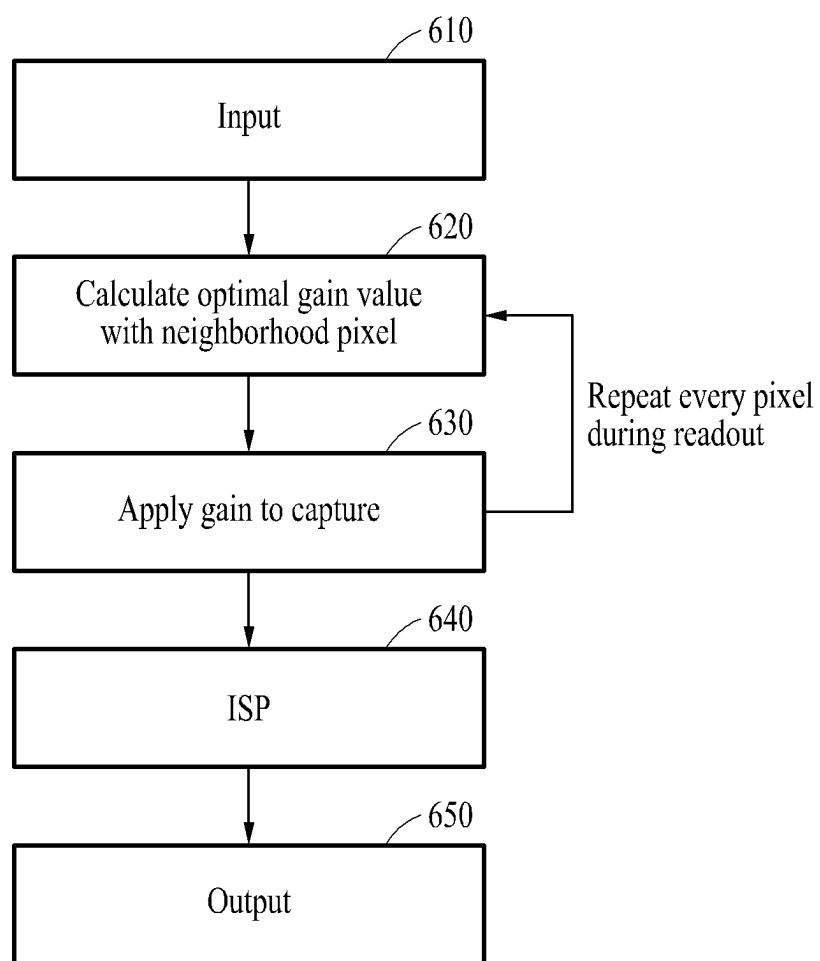 610
Input
620
Calculate optimal gain value
with neighborhood pixel
Repeat every pixel
during readout
630
Apply gain to capture
640
ISP
650
Output